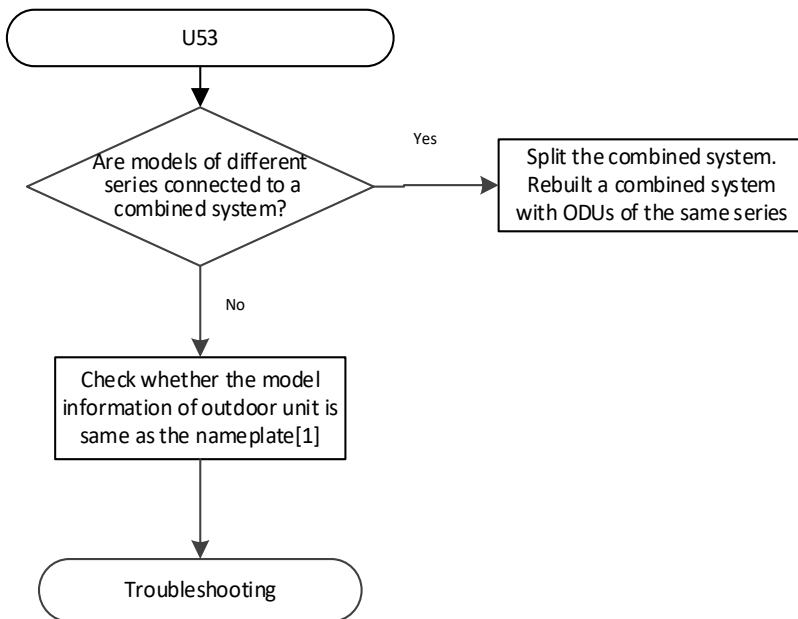 U53
Are models of different
series connected to a
combined system?
Yes
Split the combined system.
Rebuilt a combined system
with ODUs of the same series
No
Check whether the model
information of outdoor unit is
same as the nameplate[1]
Troubleshooting